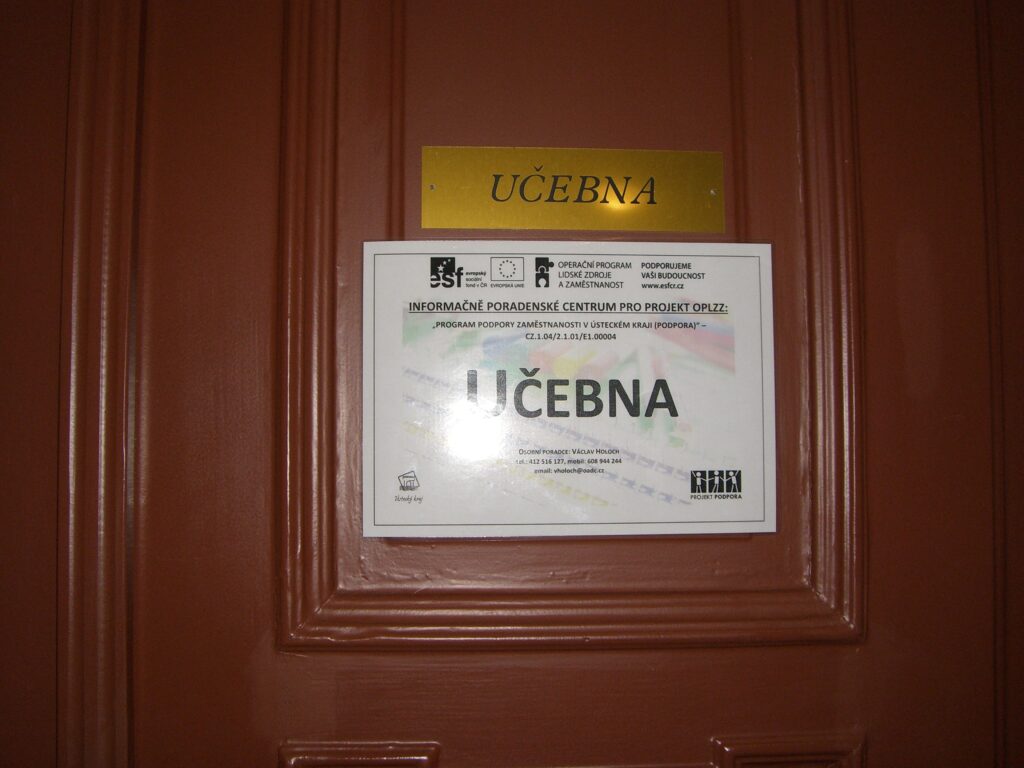 UČEBNA
esf evropský sociální fond v ČR EVROPSKÁ UNIE
OPERAČNÍ PROGRAM
LIDSKÉ ZDROJE
A ZAMĚSTNANOST
PODPORUJEME
VAŠI BUDOUCNOST
www.esfcr.cz
INFORMAČNĚ PORADENSKÉ CENTRUM PRO PROJEKT OPLZZ:
„PROGRAM PODPORY ZAMĚSTNANOSTI V ÚSTECKÉM KRAJI (PODPORA)" –
CZ.1.04/2.1.01/E1.00004
UČEBNA
OSOBNÍ PORADCE: VÁCLAV HOLOCH
tel.: 412 516 127, mobil: 608 944 244
email: vholoch@oadc.cz
Ústecký kraj
PROJEKT PODPORA